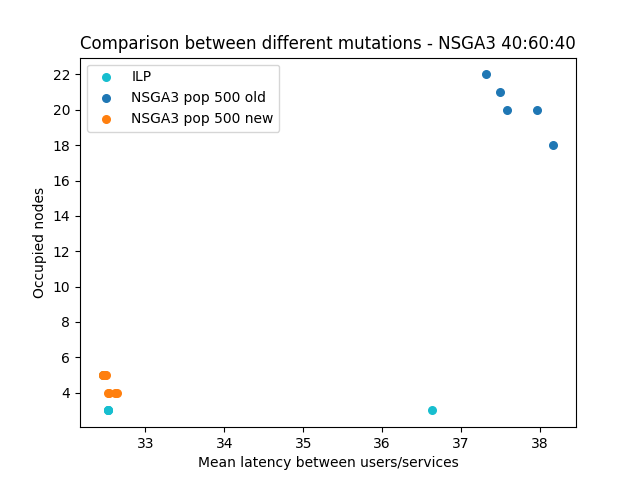 Comparison between different mutations - NSGA3 40:60:40
ILP
NSGA3 pop 500 old
NSGA3 pop 500 new
Occupied nodes
22
20
18
16
14
12
10
8
6
4
33 34 35 36 37 38
Mean latency between users/services